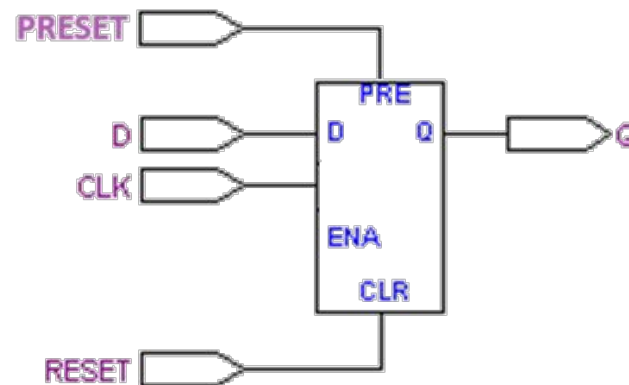 PRESET
PRE
D
D
Q
Q
CLK
ENA
CLR
RESET